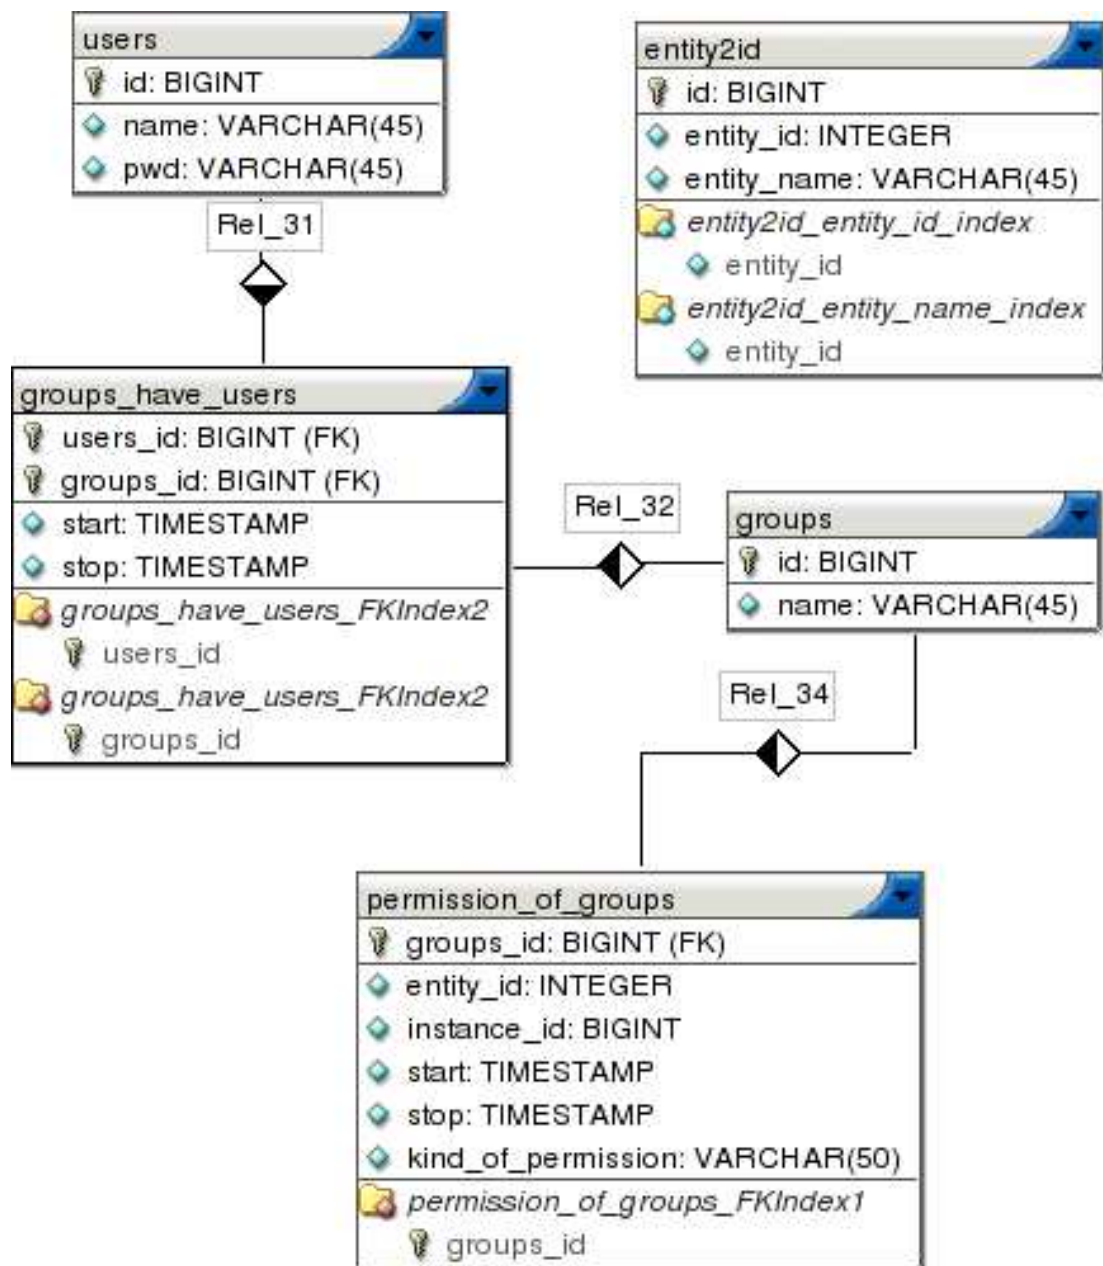 users
id: BIGINT
name: VARCHAR(45)
pwd: VARCHAR(45)
Rel_31
entity2id
id: BIGINT
entity_id: INTEGER
entity_name: VARCHAR(45)
entity2id_entity_id_index
entity_id
entity2id_entity_name_index
entity_id
groups_have_users
users_id: BIGINT (FK)
groups_id: BIGINT (FK)
start: TIMESTAMP
stop: TIMESTAMP
groups_have_users_FKIndex2
users_id
groups_have_users_FKIndex2
groups_id
Rel_32
groups
id: BIGINT
name: VARCHAR(45)
Rel_34
permission_of_groups
groups_id: BIGINT (FK)
entity_id: INTEGER
instance_id: BIGINT
start: TIMESTAMP
stop: TIMESTAMP
kind_of_permission: VARCHAR(50)
permission_of_groups_FKIndex1
groups_id